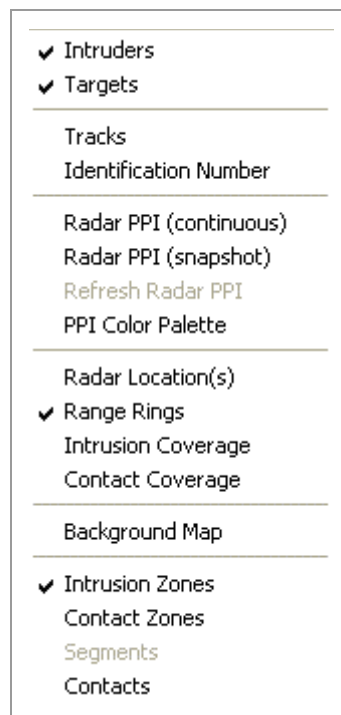 Intruders
Targets
Tracks
Identification Number
Radar PPI (continuous)
Radar PPI (snapshot)
Refresh Radar PPI
PPI Color Palette
Radar Location(s)
Range Rings
Intrusion Coverage
Contact Coverage
Background Map
Intrusion Zones
Contact Zones
Segments
Contacts